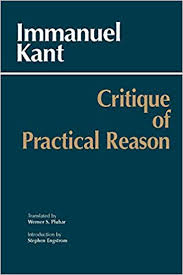 Immanuel
Kant
Critique
of
Practical Reason
Translated by
Werner S. Pluhar
Introduction by
Stephen Engstrom